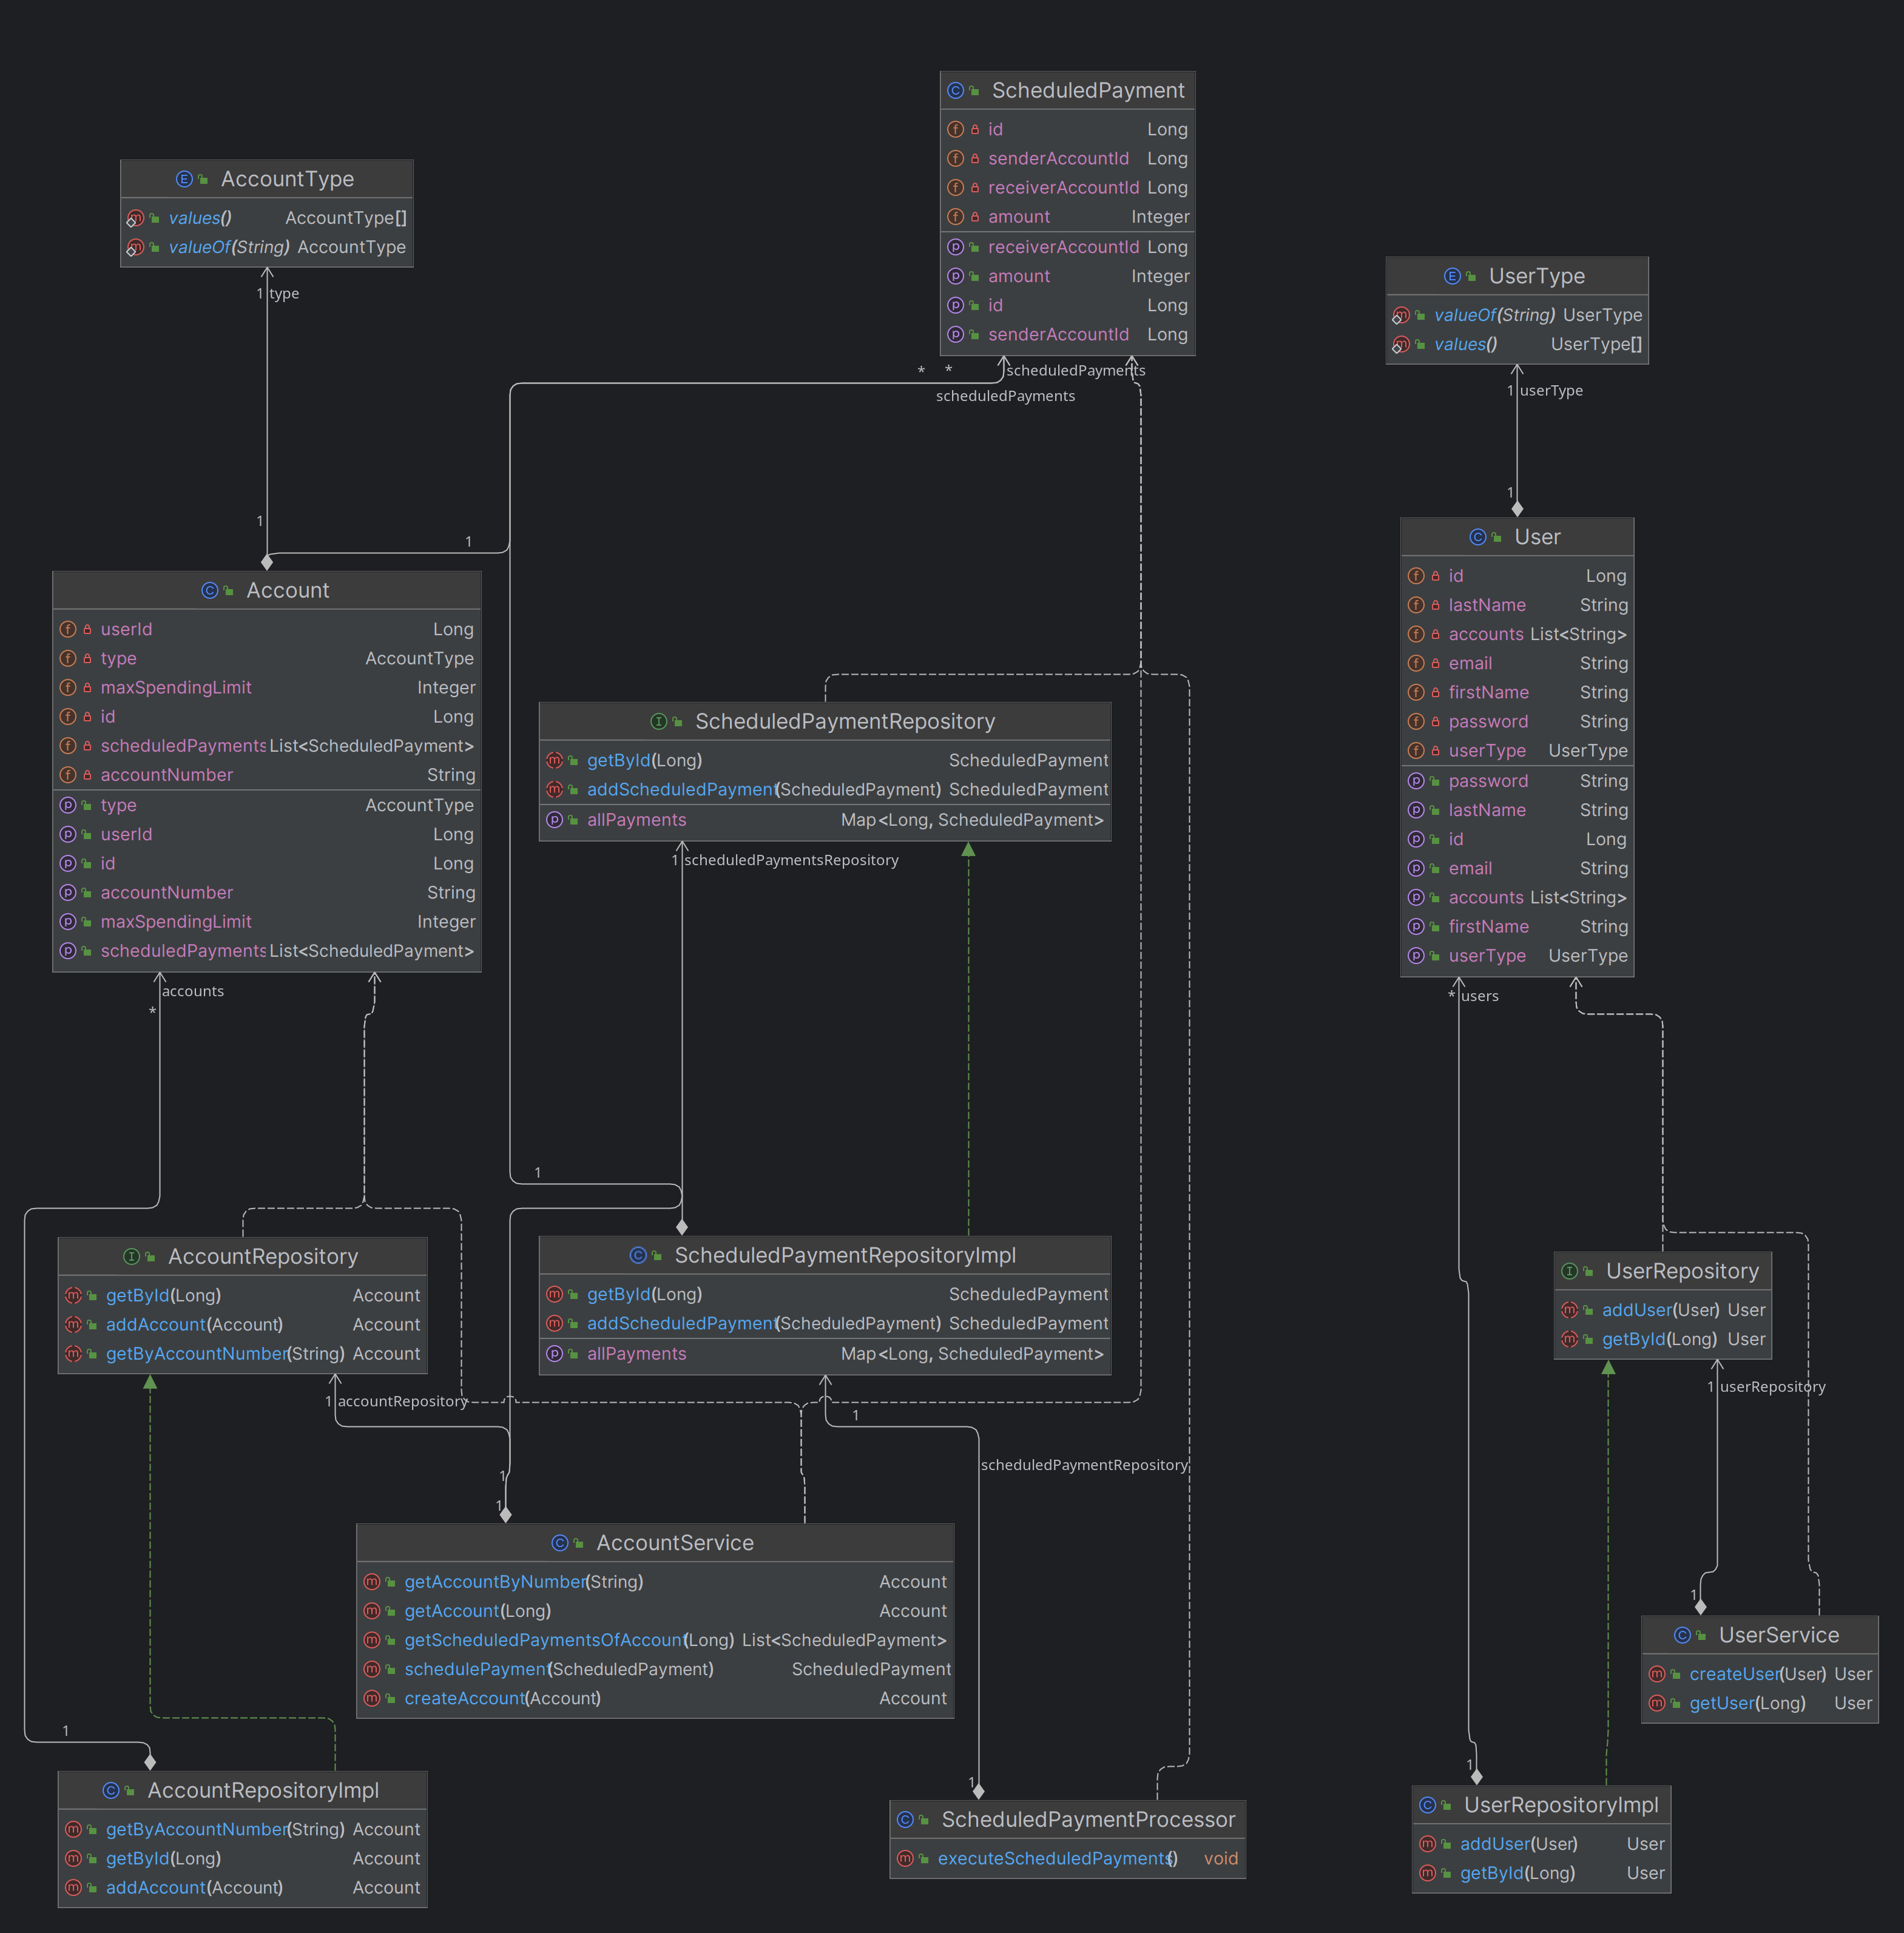 ScheduledPayment
id Long
senderAccountId Long
receiverAccountId Long
amount Integer
receiverAccountId Long
amount Integer
id Long
senderAccountId Long
AccountType
values() AccountType[]
valueOf(String) AccountType
1 type
UserType
valueOf(String) UserType
values() UserType[]
1 userType
* * scheduledPayments
scheduledPayments
1
1
1
User
id Long
lastName String
accounts List<String>
email String
firstName String
password String
userType UserType
password String
lastName String
id Long
email String
accounts List<String>
firstName String
userType UserType
* users
Account
userId Long
type AccountType
maxSpendingLimit Integer
id Long
scheduledPayments List<ScheduledPayment>
accountNumber String
type AccountType
userId Long
id Long
accountNumber String
maxSpendingLimit Integer
scheduledPayments List<ScheduledPayment>
accounts
*
ScheduledPaymentRepository
getById(Long) ScheduledPayment
addScheduledPayment(ScheduledPayment) ScheduledPayment
allPayments Map<Long, ScheduledPayment>
1 scheduledPaymentsRepository
1
AccountRepository
getById(Long) Account
addAccount(Account) Account
getByAccountNumber(String) Account
1 accountRepository
ScheduledPaymentRepositoryImpl
getById(Long) ScheduledPayment
addScheduledPayment(ScheduledPayment) ScheduledPayment
allPayments Map<Long, ScheduledPayment>
1
scheduledPaymentRepository
UserRepository
addUser(User) User
getById(Long) User
1 userRepository
1
1
AccountService
getAccountByNumber(String) Account
getAccount(Long) Account
getScheduledPaymentsOfAccount(Long) List<ScheduledPayment>
schedulePayment(ScheduledPayment) ScheduledPayment
createAccount(Account) Account
1
UserService
createUser(User) User
getUser(Long) User
1
AccountRepositoryImpl
getByAccountNumber(String) Account
getById(Long) Account
addAccount(Account) Account
1
ScheduledPaymentProcessor
executeScheduledPayments() void
1
UserRepositoryImpl
addUser(User) User
getById(Long) User